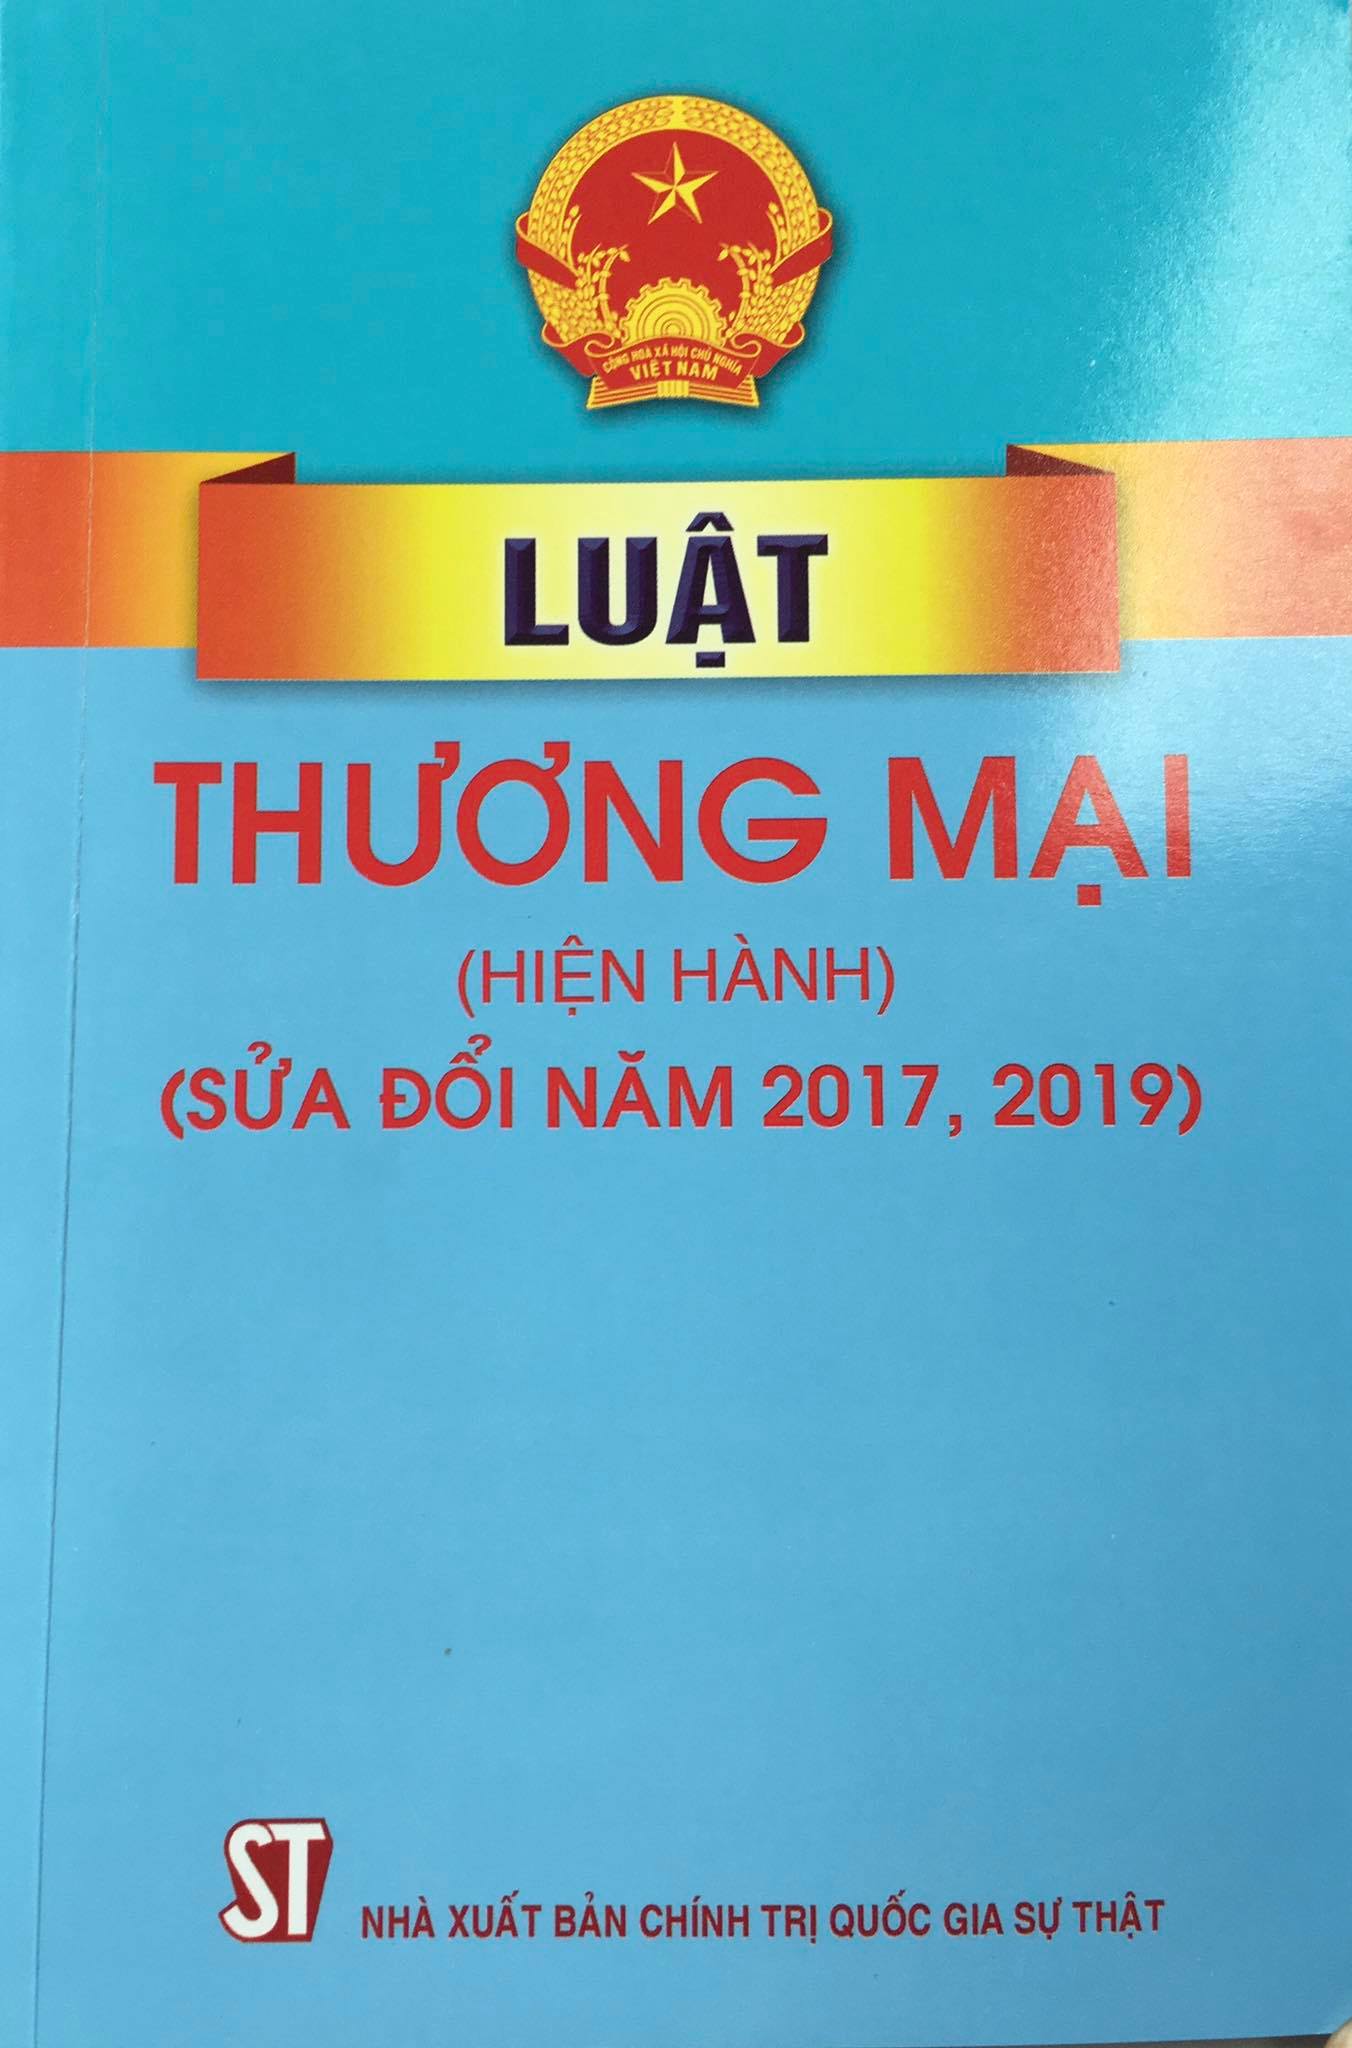 CỘNG HOÀ XÃ HỘI CHỦ NGHĨA
VIỆT NAM
LUẬT
THƯƠNG MẠI
(HIỆN HÀNH)
(SỬA ĐỔI NĂM 2017, 2019)
ST
NHÀ XUẤT BẢN CHÍNH TRỊ QUỐC GIA SỰ THẬT